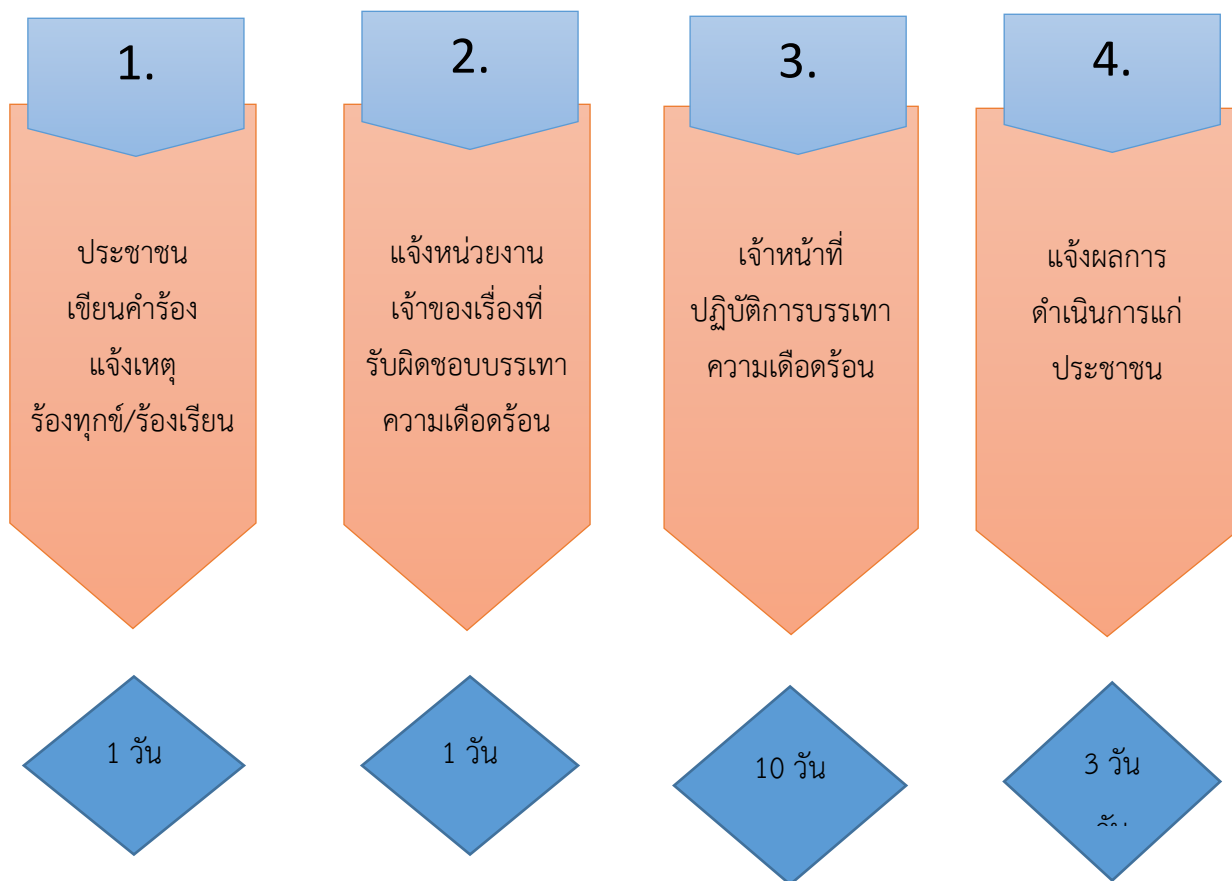 1.
ประชาชน
เขียนคำร้อง
แจ้งเหตุ
ร้องทุกข์/ร้องเรียน
1 วัน
2.
แจ้งหน่วยงาน
เจ้าของเรื่องที่
รับผิดชอบบรรเทา
ความเดือดร้อน
1 วัน
3.
เจ้าหน้าที่
ปฏิบัติการบรรเทา
ความเดือดร้อน
10 วัน
4.
แจ้งผลการ
ดำเนินการแก่
ประชาชน
3 วัน